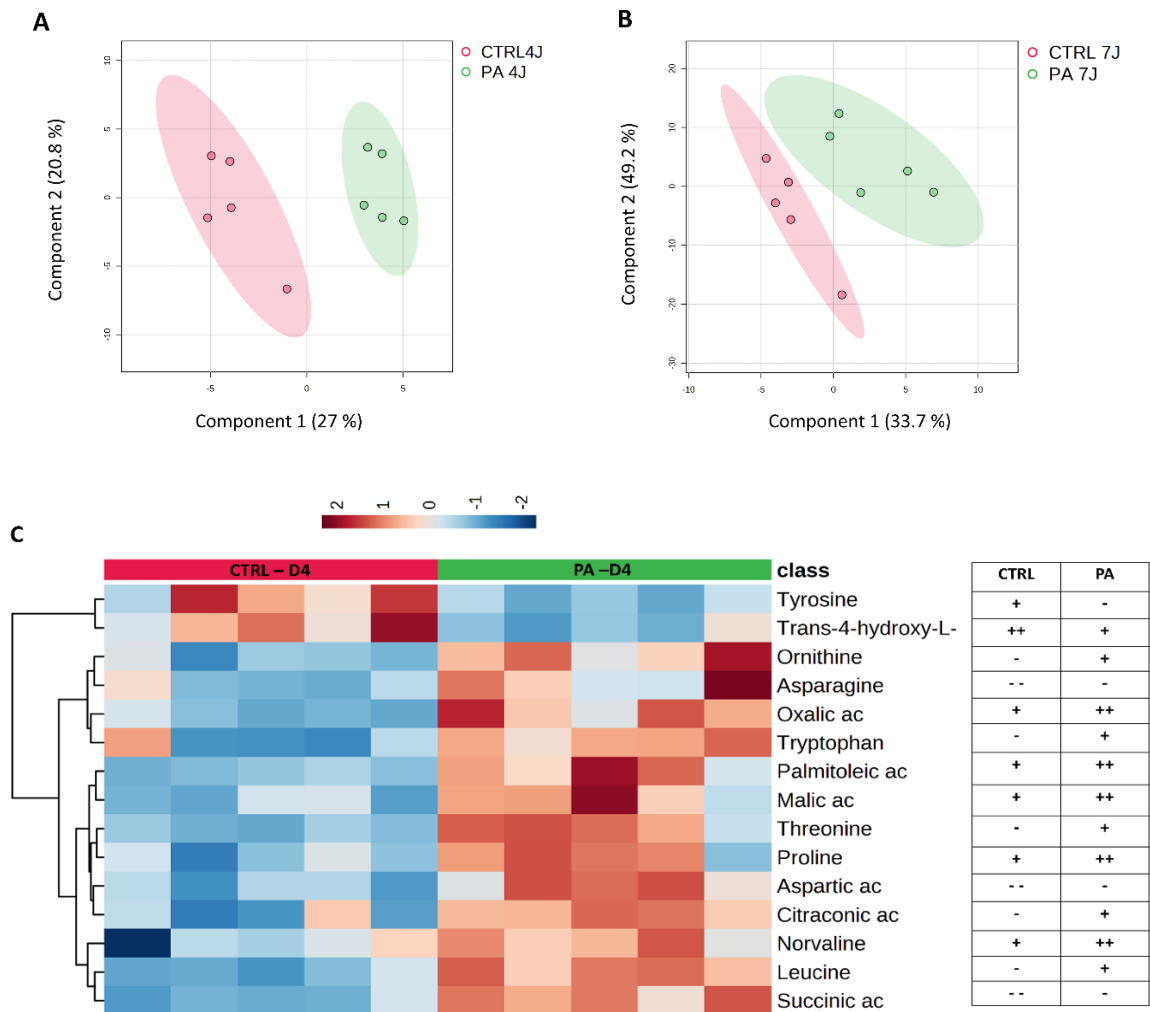 A
CTRL4J
PA 4J
10
5
0
-5
-10
-5
0
5
Component 2 (20.8 %)
Component 1 (27 %)
B
CTRL 7J
PA 7J
20
10
0
-10
-20
-30
-10
-5
0
5
10
Component 2 (49.2 %)
Component 1 (33.7 %)
C
2 1 0 -1 -2
CTRL – D4 PA –D4 class
CTRL PA
Tyrosine + -
Trans-4-hydroxy-L- ++ +
Ornithine - +
Asparagine -- -
Oxalic ac + ++
Tryptophan - +
Palmitoleic ac + ++
Malic ac + ++
Threonine - +
Proline + ++
Aspartic ac -- -
Citraconic ac - +
Norvaline + ++
Leucine - +
Succinic ac -- -